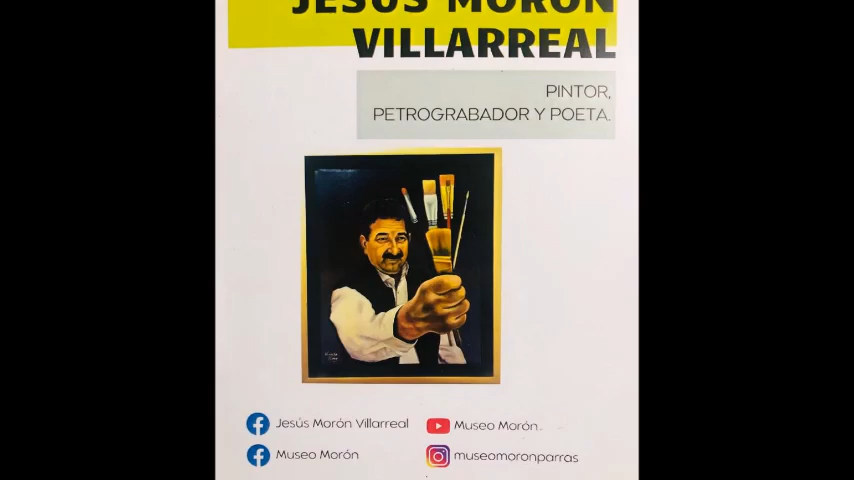 JESÚS MORÓN
VILLARREAL
PINTOR,
PETROGRABADOR Y POETA.
Jesús Morón Villarreal
Museo Morón.
Museo Morón
museomoronparras